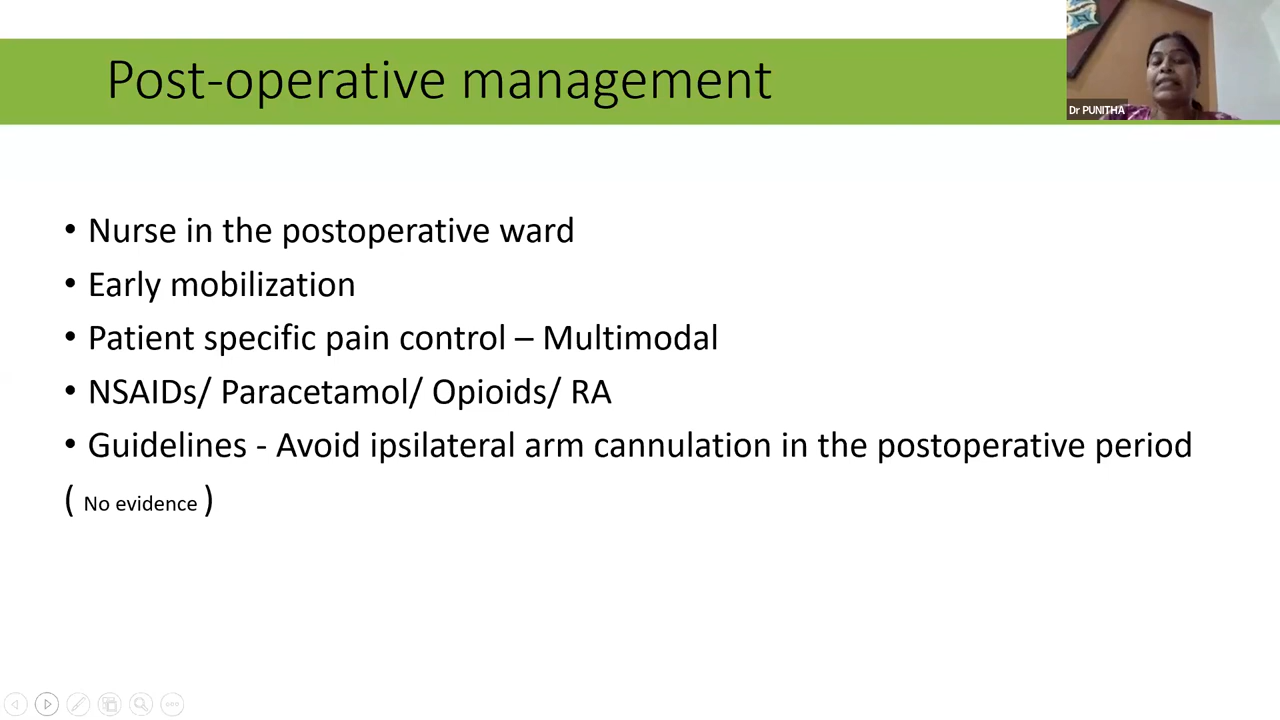 Post-operative management
Dr PUNITHA
• Nurse in the postoperative ward
• Early mobilization
• Patient specific pain control – Multimodal
• NSAIDs/ Paracetamol/ Opioids/ RA
• Guidelines - Avoid ipsilateral arm cannulation in the postoperative period
( No evidence )